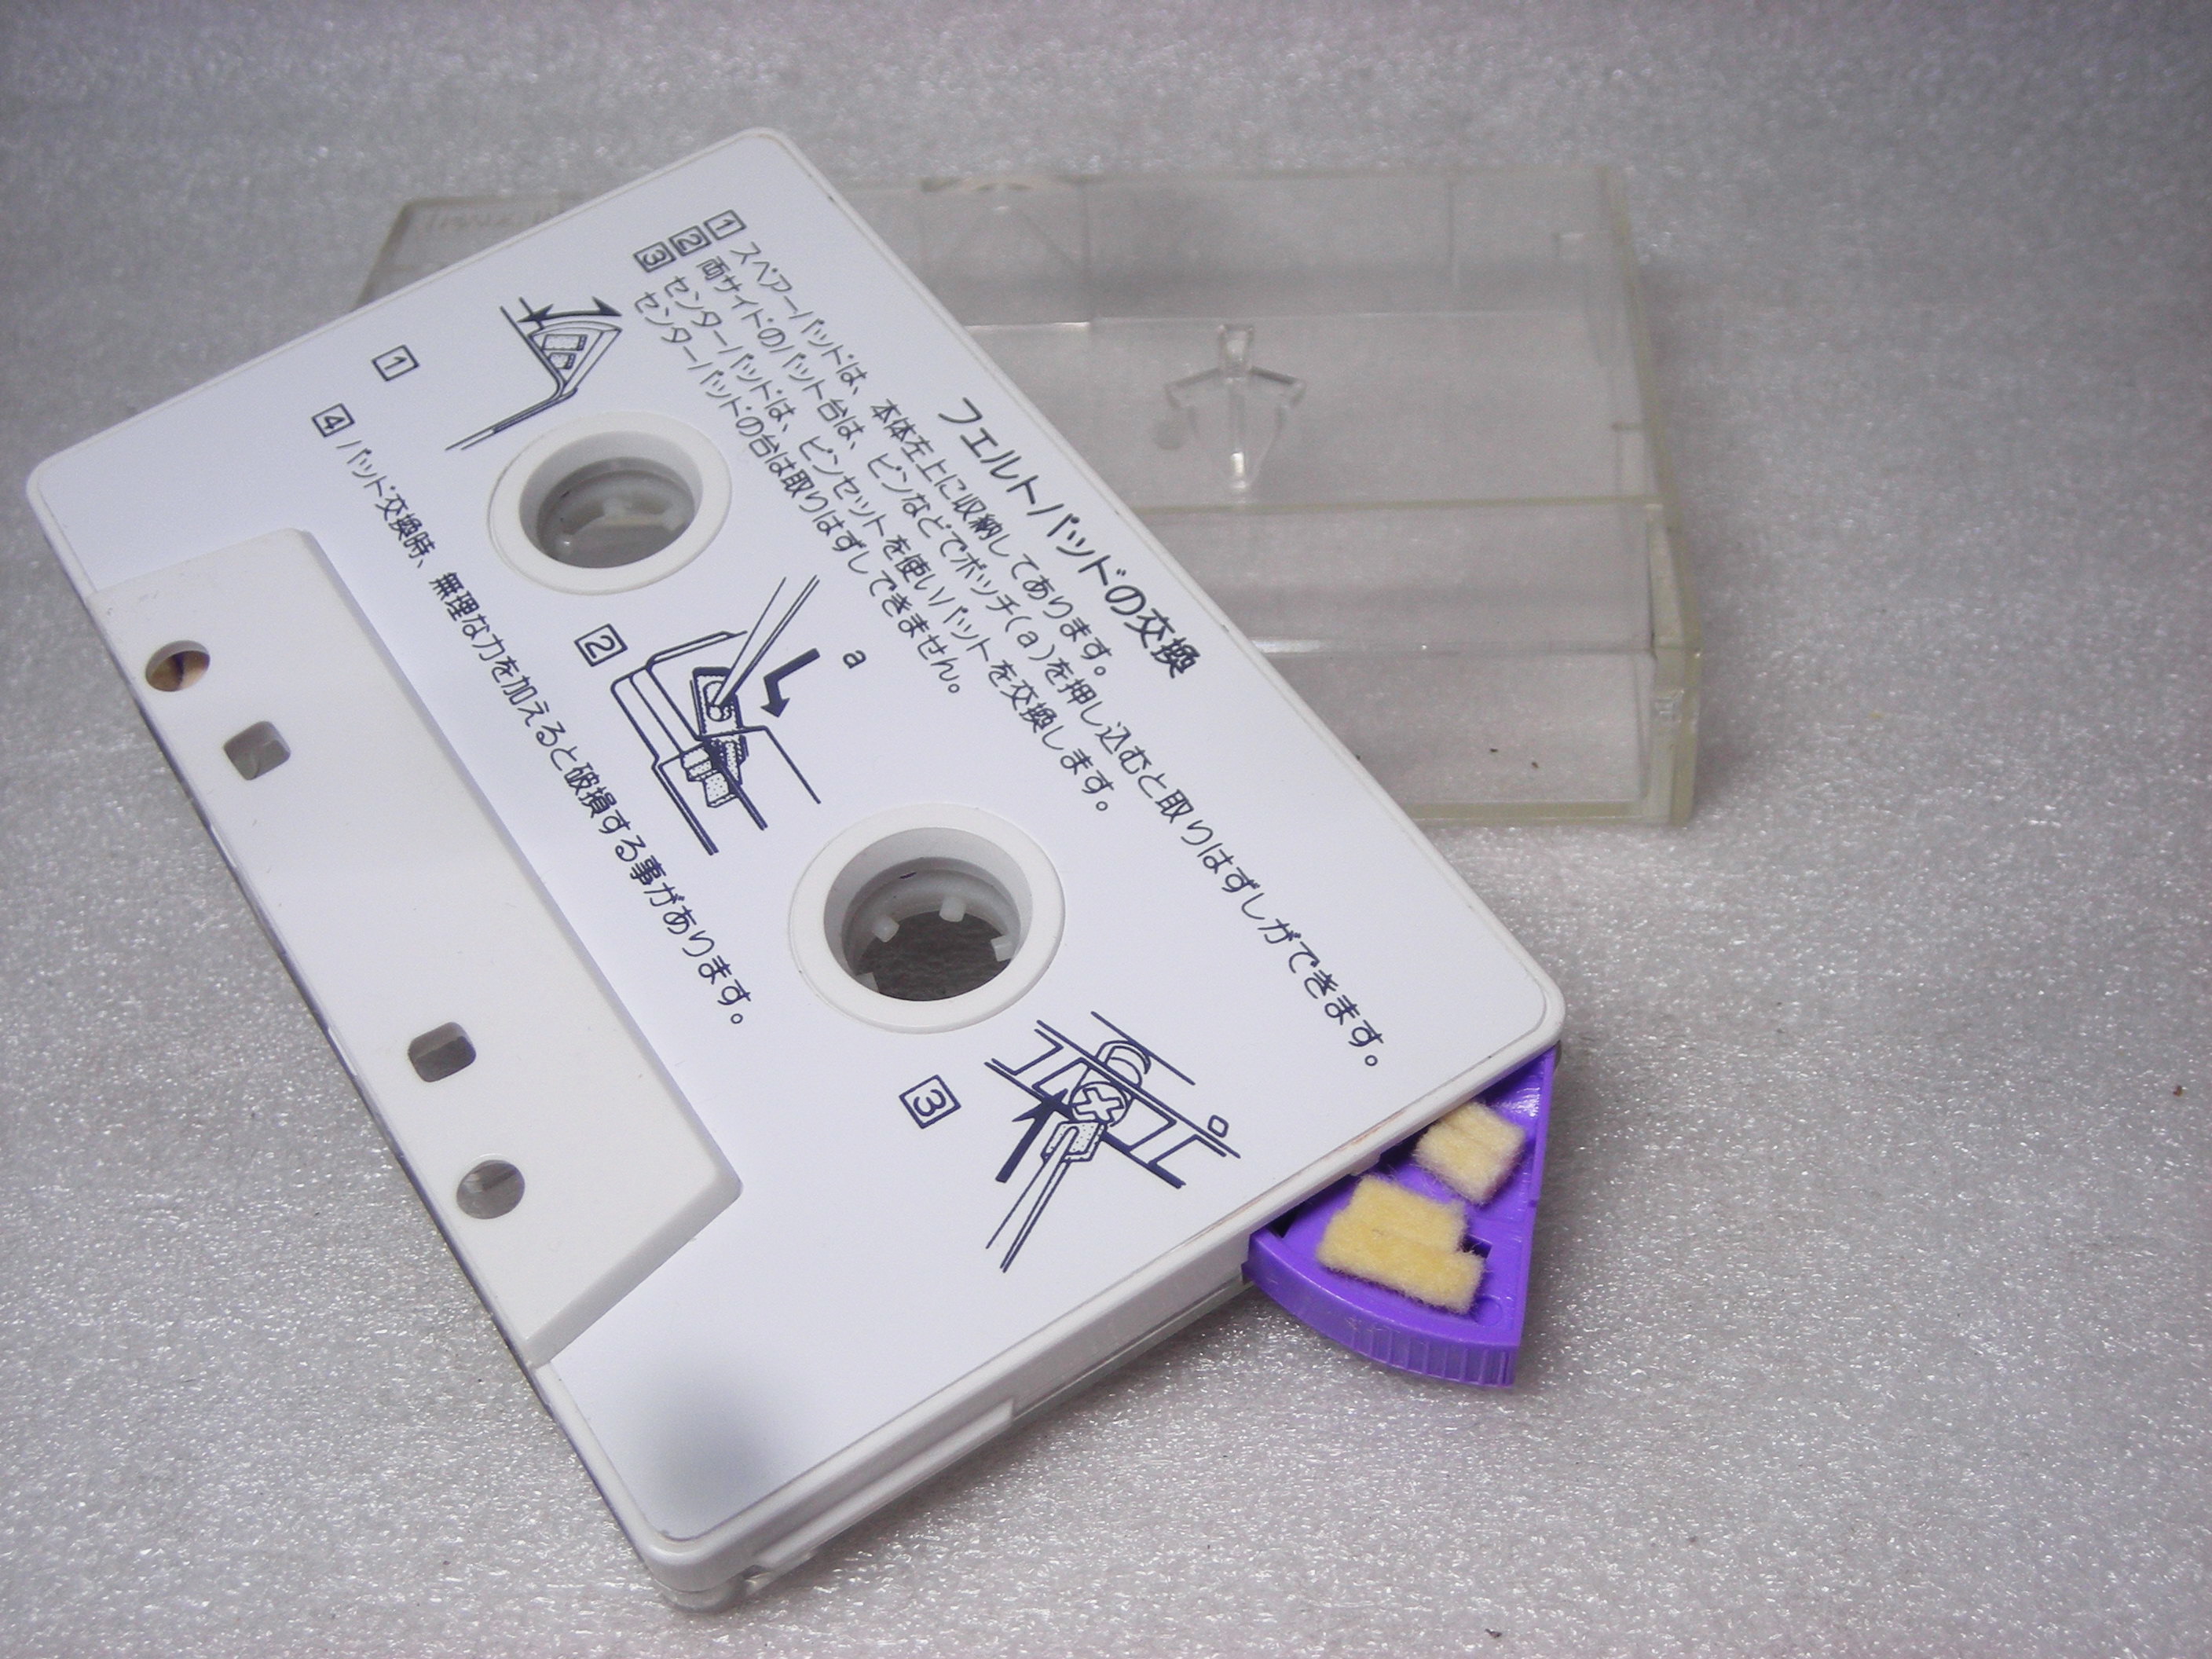 フェルトパッドの交換
1 スペアーパッドは、本体左上に収納してあります。
2 両サイドのパット台は、ピンなどでポッチ(a)を押し込むと取りはずしができます。
3 センターパッドは、ピンセットを使いパットを交換します。
センターパッドの台は取りはずしできません。
1
2
a
3
4 パット交換時、無理な力を加えると破損する事があります。